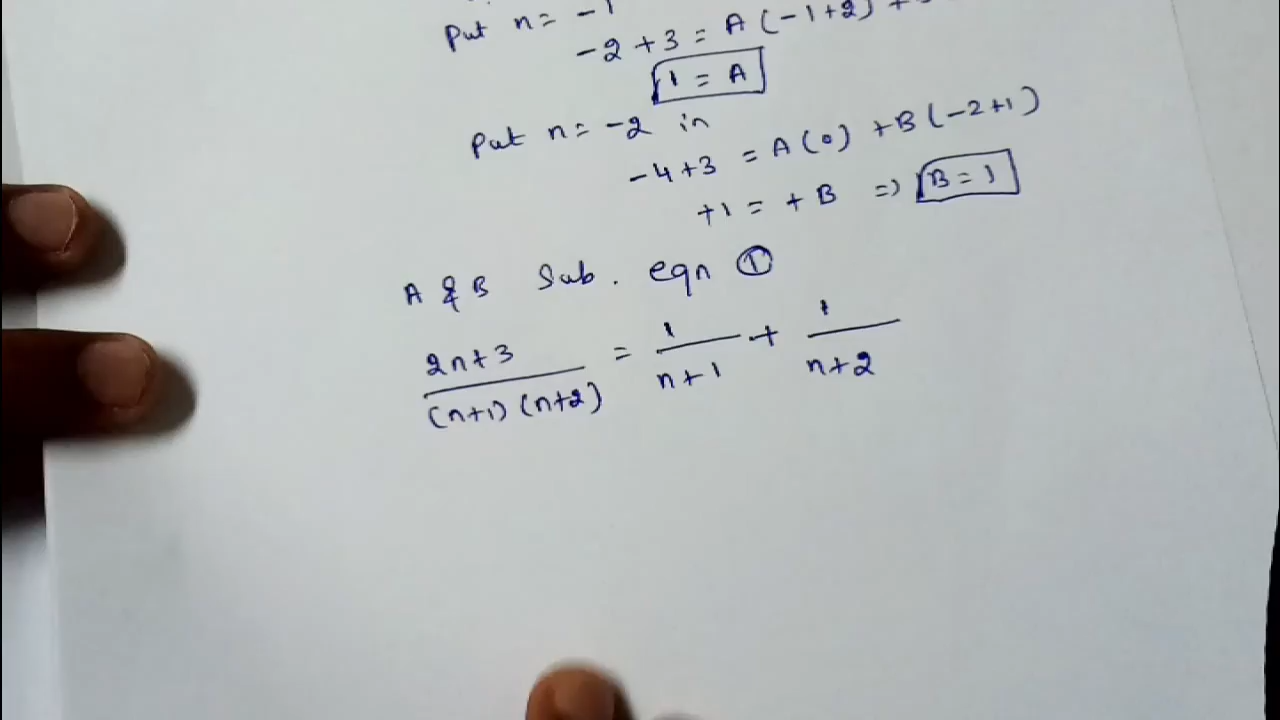 Put n = -1
-2+3 = A(-1+2) +
1 = A
Put n = -2 in
-4+3 = A(0) + B(-2+1)
+1 = +B => B = 1
A & B Sub. eqn ①
2n+3 / (n+1)(n+2) = 1 / n+1 + 1 / n+2